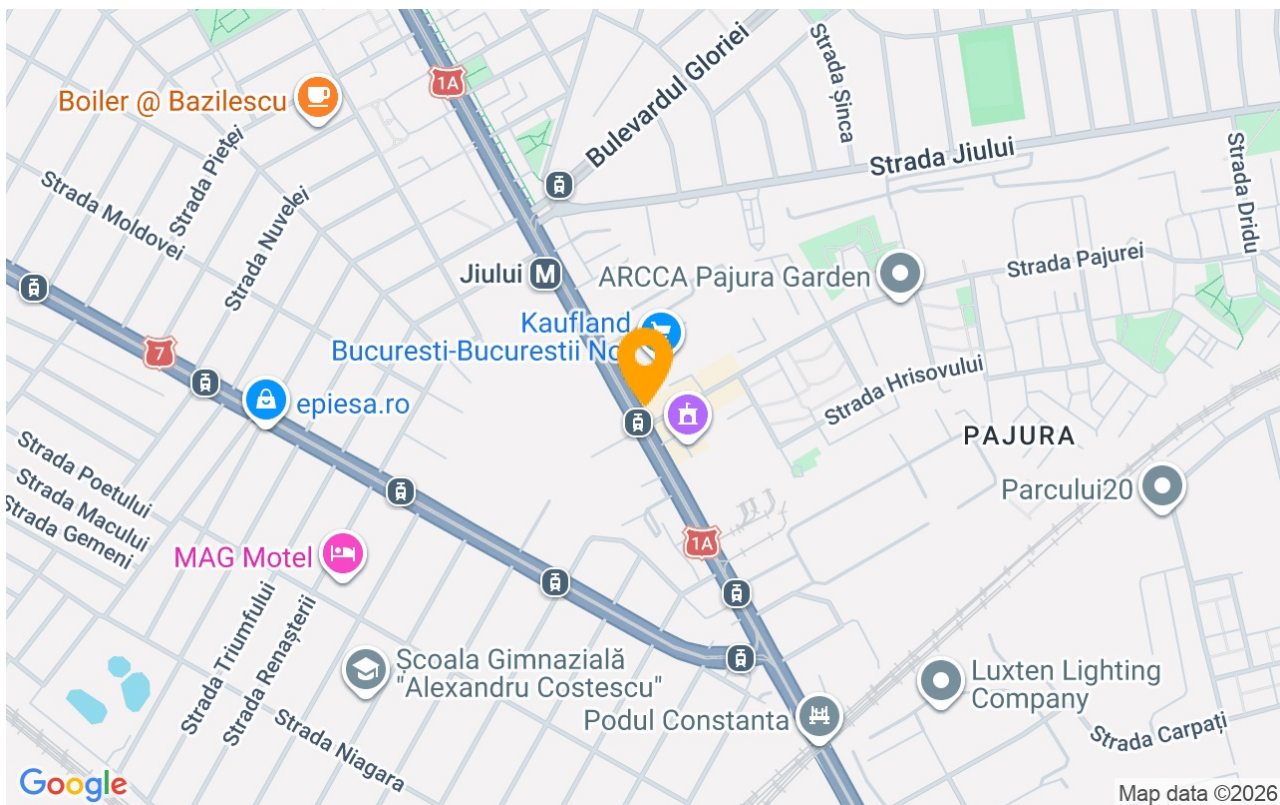 1A
Boiler @ Bazilescu
Bulevardul Gloriei
Strada Șinca
Strada Jiului
Strada Dridu
Strada Pieței
Strada Moldovei
Strada Nuvelei
Jiului M
ARCCA Pajura Garden
Strada Pajurei
Kaufland
Bucuresti-Bucurestii No
7
epiesa.ro
Strada Hrisovului
PAJURA
Strada Poetului
Strada Macului
Strada Gemeni
Parcului20
1A
MAG Motel
Strada Triumfului
Strada Renașterii
Școala Gimnazială
"Alexandru Costescu"
Luxten Lighting
Company
Podul Constanta
Strada Carpați
Strada Niagara
Google
Map data ©2026